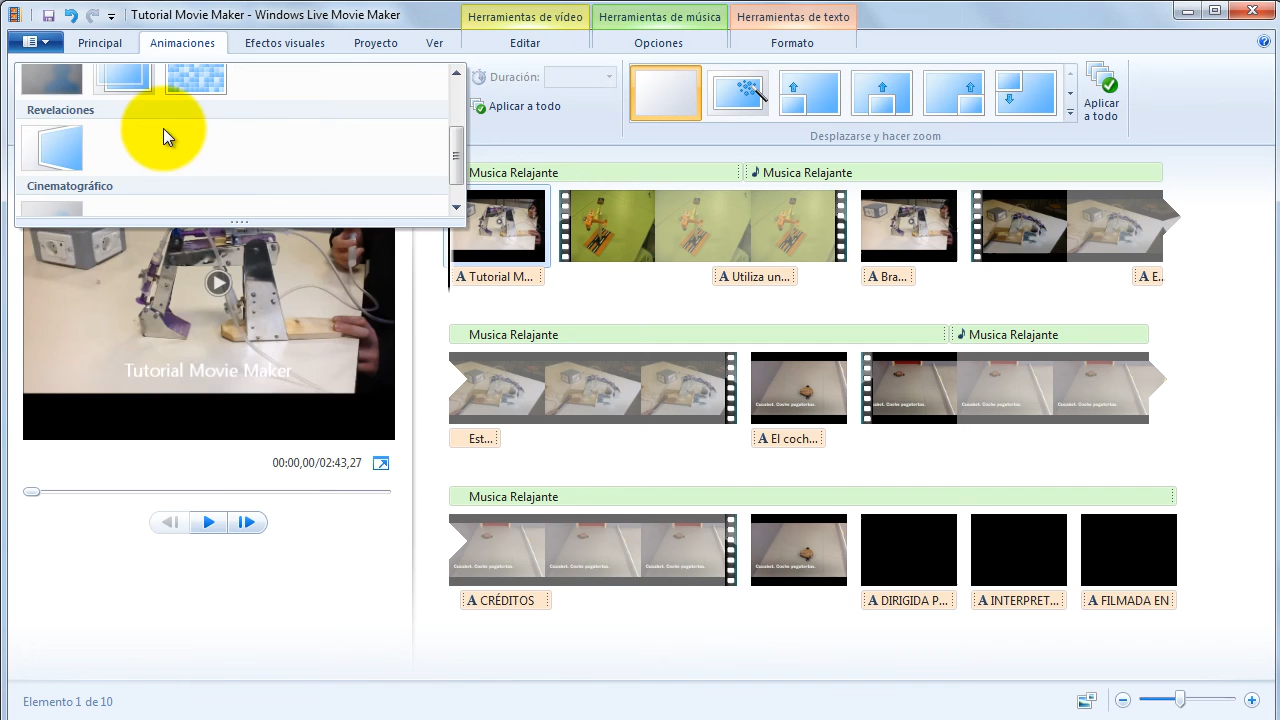 Tutorial Movie Maker - Windows Live Movie Maker
Herramientas de vídeo
Herramientas de música
Herramientas de texto
Principal
Animaciones
Efectos visuales
Proyecto
Ver
Editar
Opciones
Formato
Duración:
Aplicar a todo
Aplicar
a todo
Desplazarse y hacer zoom
Revelaciones
Cinematográfico
Tutorial Movie Maker
00:00,00/02:43,27
Musica Relajante
Musica Relajante
A Tutorial M...
A Utiliza un...
A Bra...
A E...
Musica Relajante
Musica Relajante
Casabot. Coche pegatortas.
Est...
A El coch...
Musica Relajante
A CRÉDITOS
A DIRIGIDA P...
A INTERPRET...
A FILMADA EN
Elemento 1 de 10